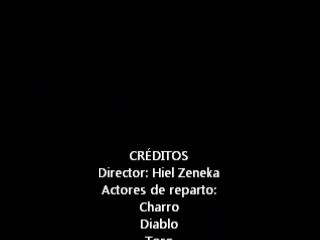 CRÉDITOS
Director: Hiel Zeneka
Actores de reparto:
Charro
Diablo